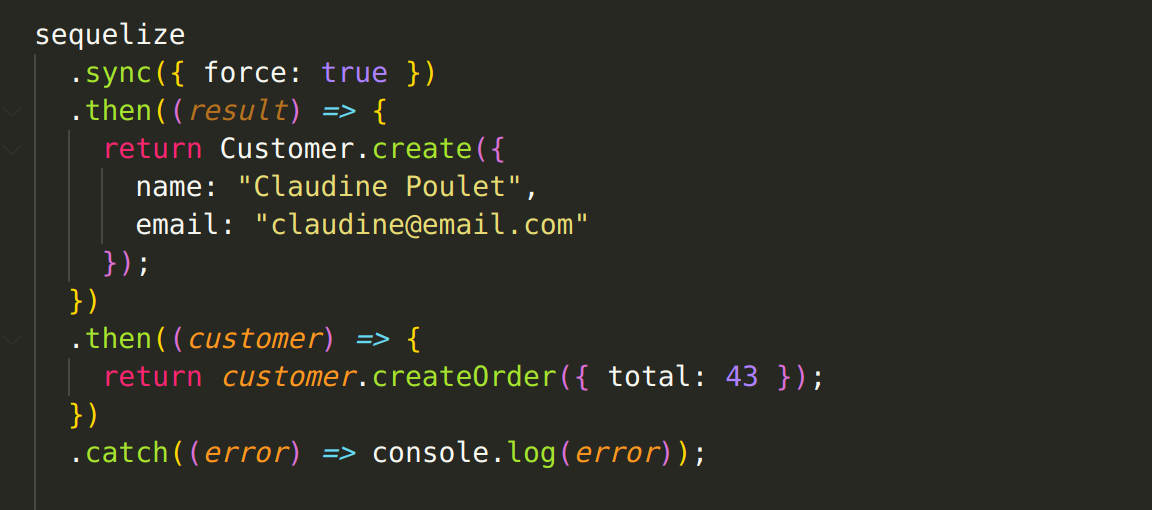 sequelize
  .sync({ force: true })
  .then((result) => {
    return Customer.create({
      name: "Claudine Poulet",
      email: "claudine@email.com"
    });
  })
  .then((customer) => {
    return customer.createOrder({ total: 43 });
  })
  .catch((error) => console.log(error));